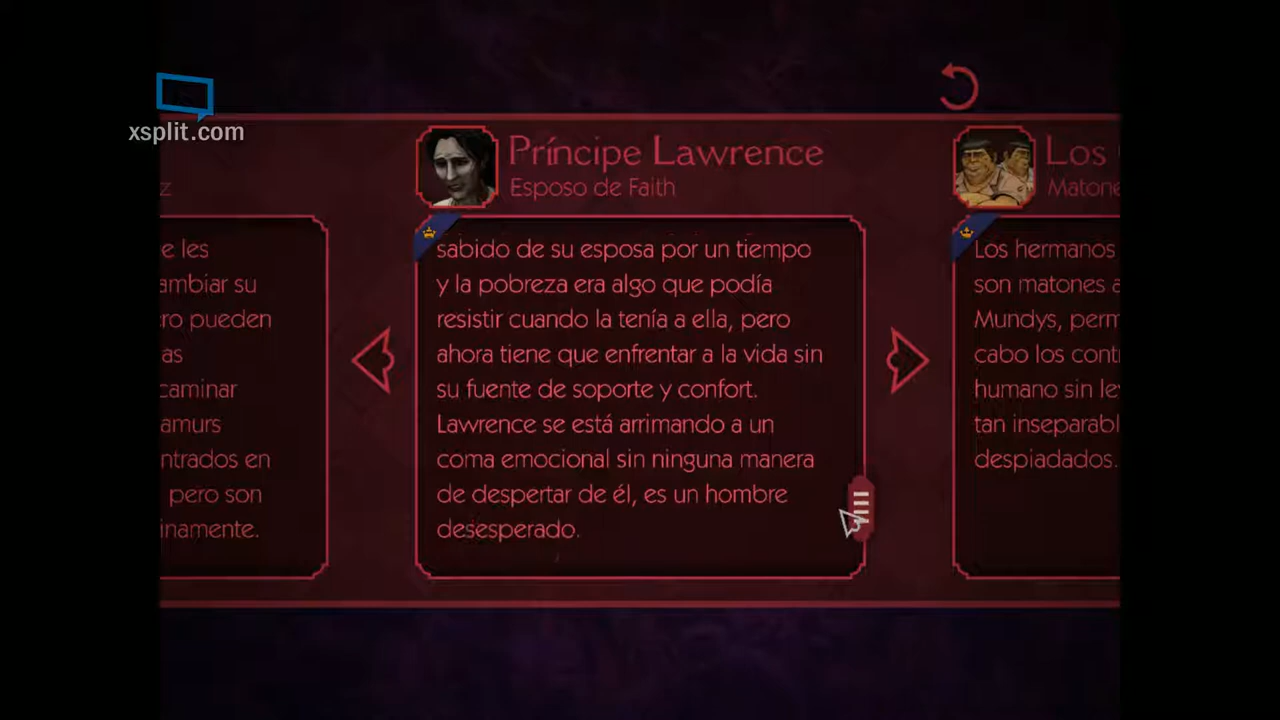 xsplit.com
Príncipe Lawrence
Esposo de Faith
sabido de su esposa por un tiempo
y la pobreza era algo que podía
resistir cuando la tenía a ella, pero
ahora tiene que enfrentar a la vida sin
su fuente de soporte y confort.
Lawrence se está arrimando a un
coma emocional sin ninguna manera
de despertar de él, es un hombre
desesperado.
z
e les
ambiar su
ro pueden
as
caminar
amurs
ntrados en
pero son
inamente.
Los
Matone
Los hermanos
son matones a
Mundys, perm
cabo los cont
humano sin le
tan inseparabl
despiadados.